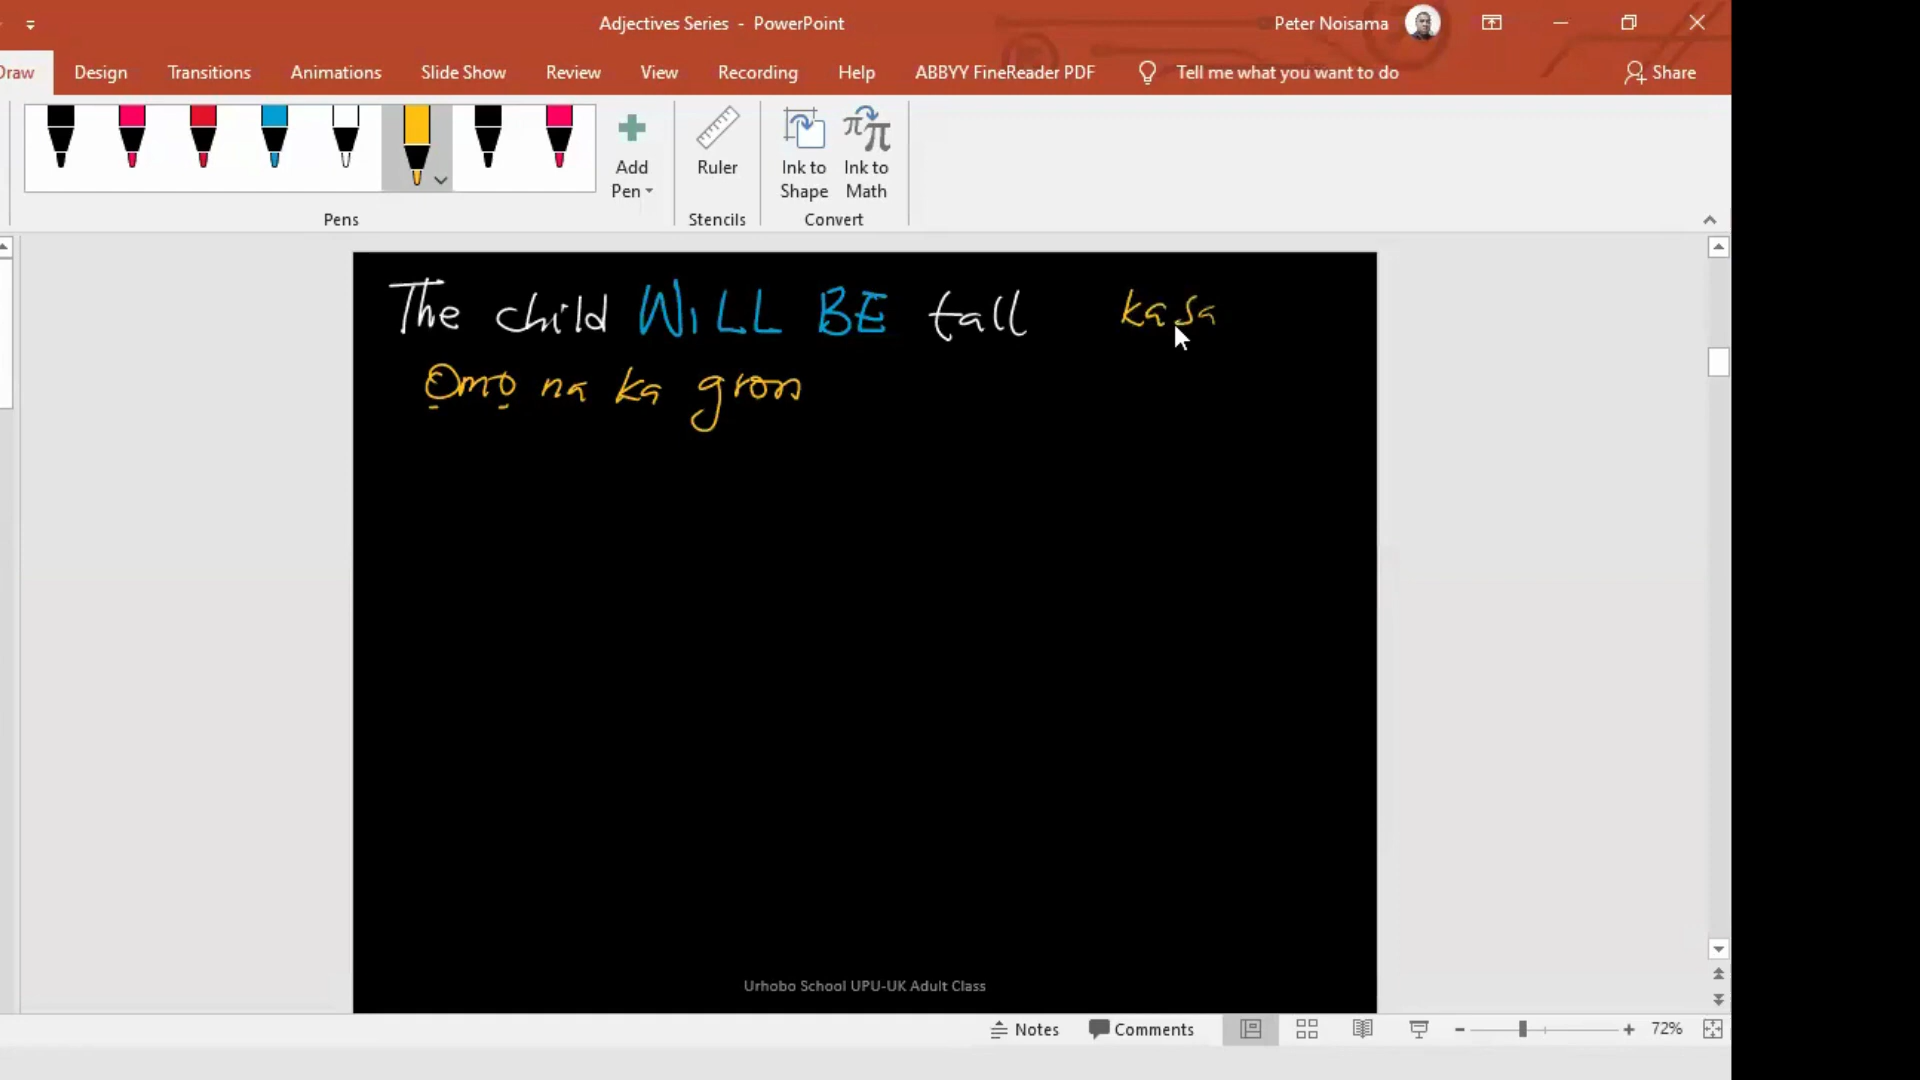 Adjectives Series - PowerPoint
Peter Noisama
Draw Design Transitions Animations Slide Show Review View Recording Help ABBYY FineReader PDF Tell me what you want to do Share
Add Pen
Ruler
Ink to Shape
Ink to Math
Pens
Stencils
Convert
The child WILL BE tall kasa
Ọmọ na ka gron
Urhobo School UPU-UK Adult Class
Notes Comments 72%